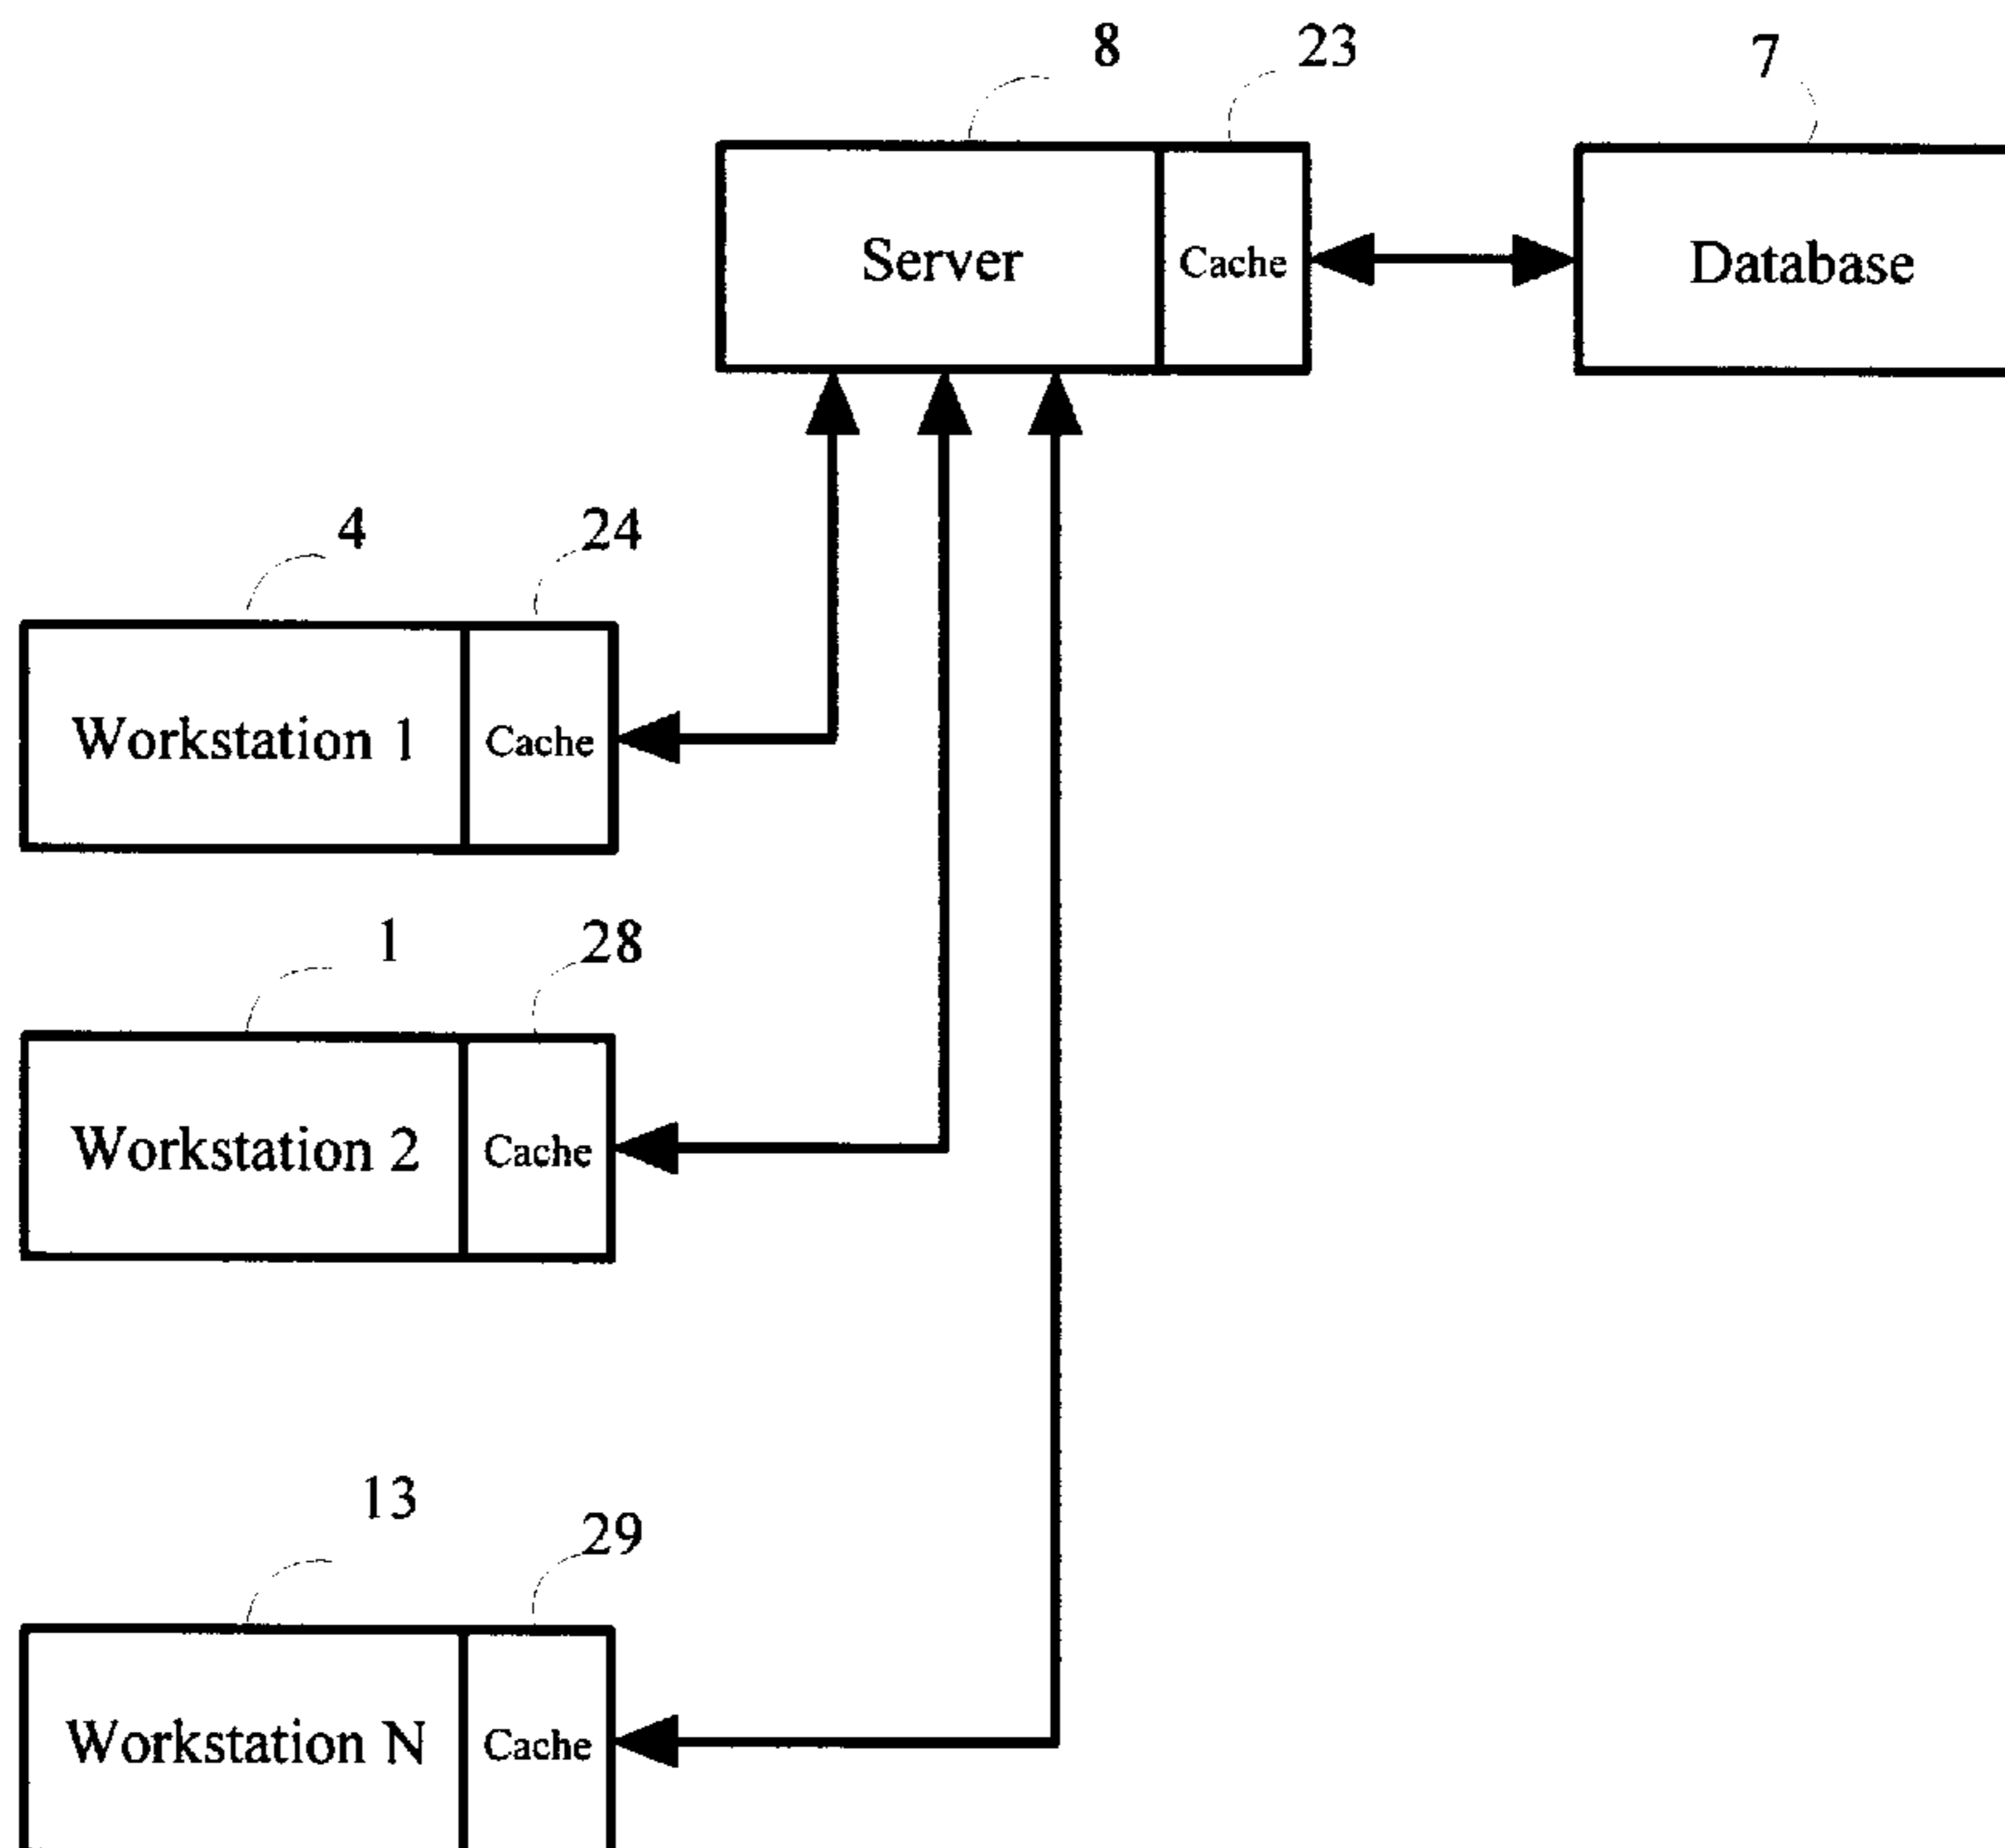 8
23
7
Server
Cache
Database
4
24
Workstation 1
Cache
1
28
Workstation 2
Cache
13
29
Workstation N
Cache